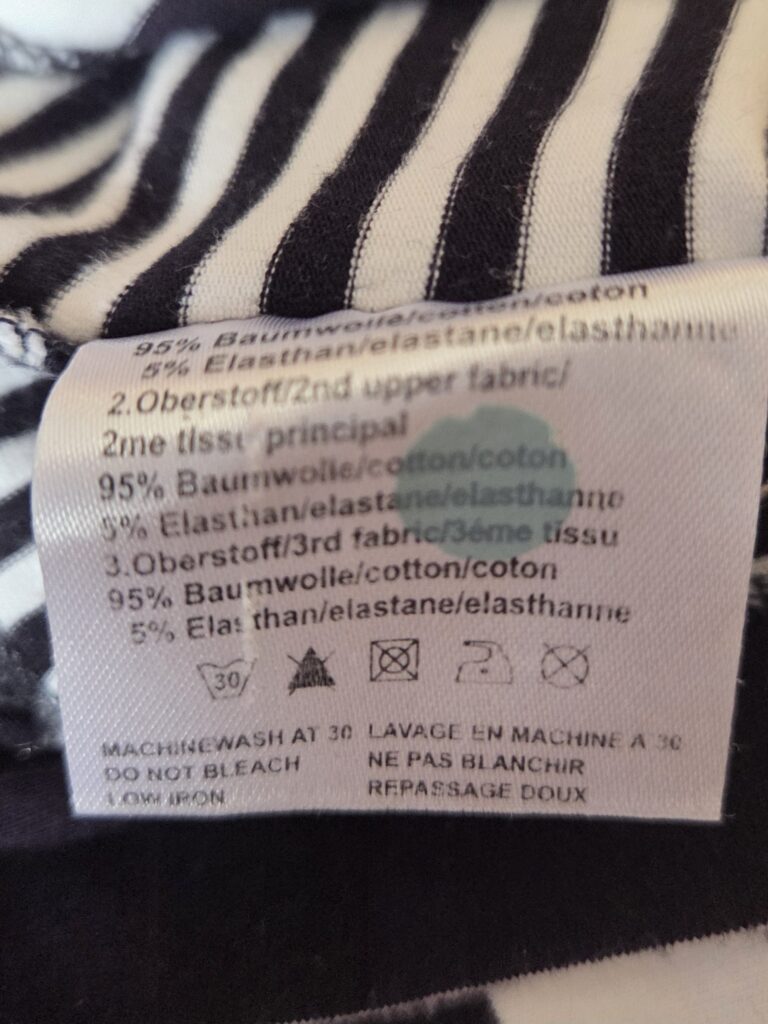 95% Baumwolle/cotton/coton
5% Elasthan/elastane/elasthanne
2.Oberstoff/2nd upper fabric/
2me tissu principal
95% Baumwolle/cotton/coton
5% Elasthan/elastane/elasthanne
3.Oberstoff/3rd fabric/3éme tissu
95% Baumwolle/cotton/coton
5% Elasthan/elastane/elasthanne
30
MACHINEWASH AT 30 LAVAGE EN MACHINE A 30
DO NOT BLEACH NE PAS BLANCHIR
LOW IRON REPASSAGE DOUX